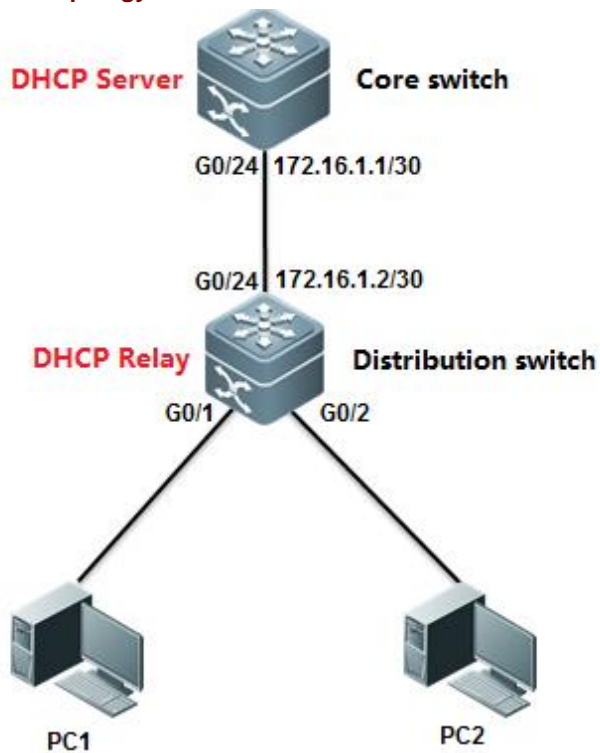 DHCP Server
Core switch
G0/24 172.16.1.1/30
G0/24 172.16.1.2/30
DHCP Relay
Distribution switch
G0/1
G0/2
PC1
PC2